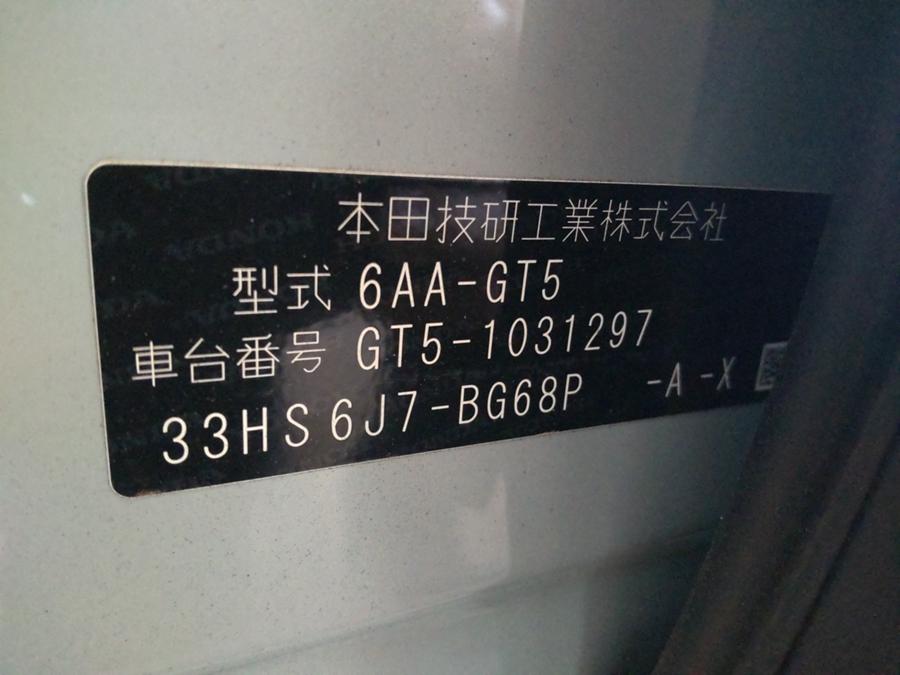 本田技研工業株式会社
型式 6AA-GT5
車台番号 GT5-1031297
33HS6J7-BG68P -A -X